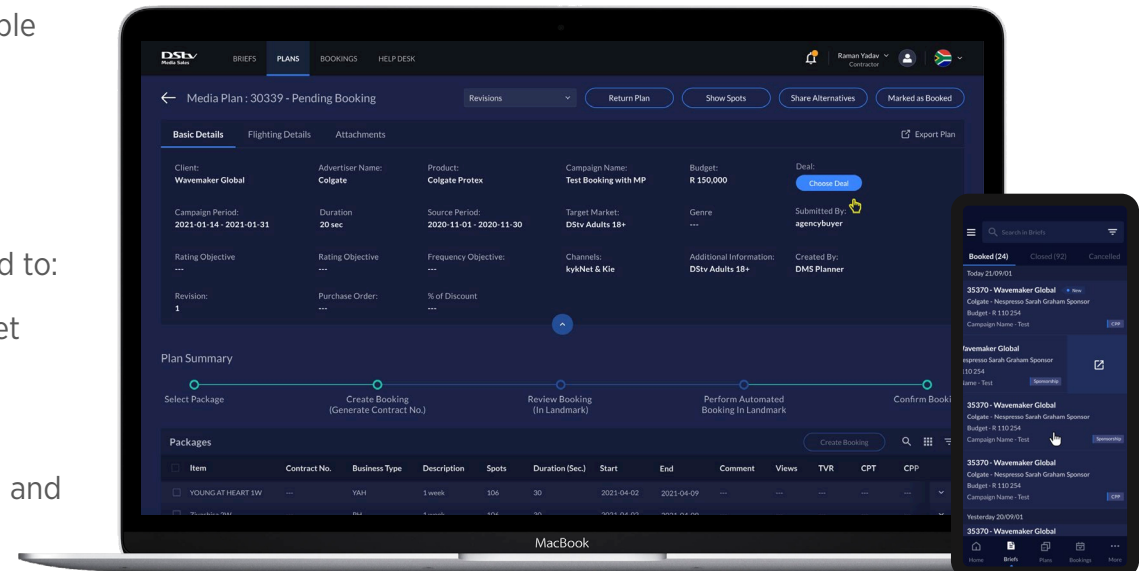 ble
d to:
et
and
DStv
Media Sales
BRIEFS PLANS BOOKINGS HELP DESK
Raman Yadav
Contractor
Media Plan : 30339 - Pending Booking
Revisions Return Plan Show Spots Share Alternatives Marked as Booked
Basic Details Flighting Details Attachments Export Plan
Client: Advertiser Name: Product: Campaign Name: Budget: Deal:
Wavemaker Global Colgate Colgate Protex Test Booking with MP R 150,000 Choose Deal
Campaign Period: Duration Source Period: Target Market: Genre Submitted By:
2021-01-14 - 2021-01-31 20 sec 2020-11-01 - 2020-11-30 DStv Adults 18+ --- agencybuyer
Rating Objective Rating Objective Frequency Objective: Channels: Additional Information: Created By:
--- --- --- kykNet & Kie DStv Adults 18+ DMS Planner
Revision: Purchase Order: % of Discount
1 --- ---
Plan Summary
Select Package Create Booking Review Booking Perform Automated Confirm Booki
(Generate Contract No.) (In Landmark) Booking In Landmark
Packages Create Booking
Item Contract No. Business Type Description Spots Duration (Sec.) Start End Comment Views TVR CPT CPP
YOUNG AT HEART 1W --- YAH 1 week 106 30 2021-04-02 2021-04-09 --- --- --- --- ---
MacBook
Search in Briefs
Booked (24) Closed (92) Cancelled
Today 21/09/01
35370 - Wavemaker Global New
Colgate - Nespresso Sarah Graham Sponsor
Budget - R 110 254
Campaign Name - Test CPP
Wavemaker Global
espresso Sarah Graham Sponsor
110 254
Name - Test Sponsorship
35370 - Wavemaker Global
Colgate - Nespresso Sarah Graham Sponsor
Budget - R 110 254
Campaign Name - Test Sponsorship
35370 - Wavemaker Global
Colgate - Nespresso Sarah Graham Sponsor
Budget - R 110 254
Campaign Name - Test CPP
Yesterday 20/09/01
35370 - Wavemaker Global
Home Briefs Plans Bookings More